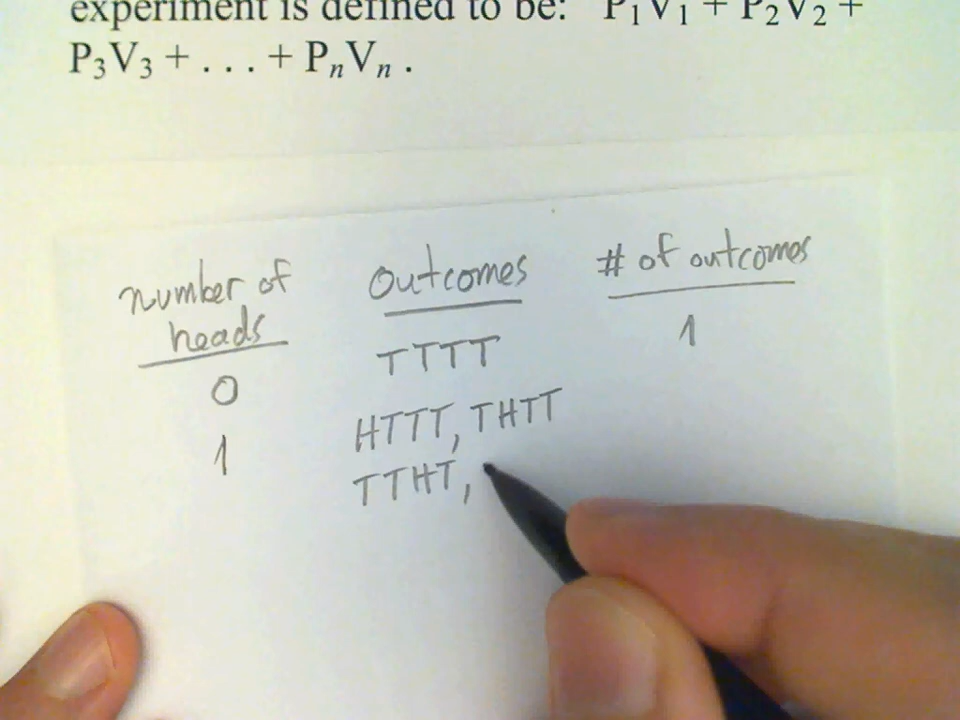 experiment is defined to be: P₁V₁ + P₂V₂ +
P₃V₃ + . . . + PₙVₙ .
number of heads
Outcomes
# of outcomes
0
TTTT
1
1
HTTT, THTT
TTHT,